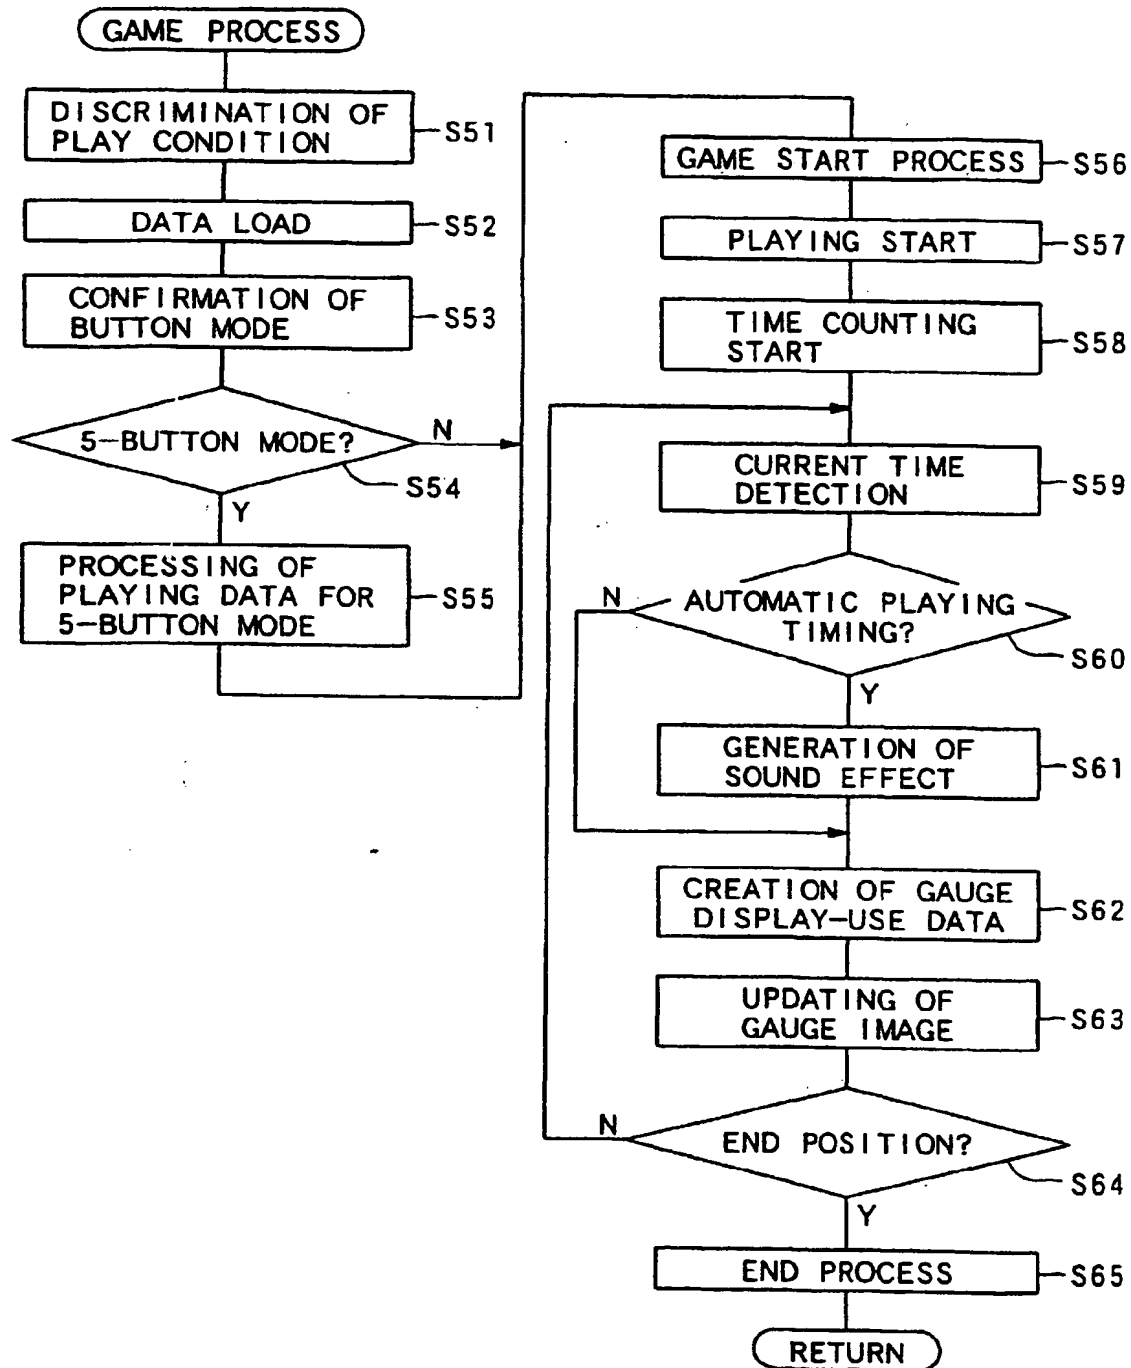 GAME PROCESS
DISCRIMINATION OF
PLAY CONDITION
S51
DATA LOAD
S52
CONFIRMATION OF
BUTTON MODE
S53
5-BUTTON MODE?
N
S54
Y
PROCESSING OF
PLAYING DATA FOR
5-BUTTON MODE
S55
GAME START PROCESS
S56
PLAYING START
S57
TIME COUNTING
START
S58
CURRENT TIME
DETECTION
S59
N
AUTOMATIC PLAYING
TIMING?
S60
Y
GENERATION OF
SOUND EFFECT
S61
CREATION OF GAUGE
DISPLAY-USE DATA
S62
UPDATING OF
GAUGE IMAGE
S63
N
END POSITION?
S64
Y
END PROCESS
S65
RETURN